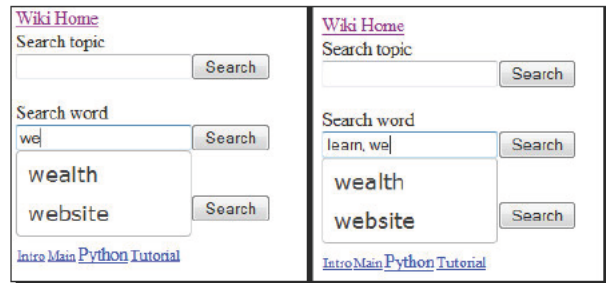 Wiki Home
Search topic
Search
Search word
we
Search
wealth
website
Search
Intro Main Python Tutorial
Wiki Home
Search topic
Search
Search word
learn, we
Search
wealth
website
Search
Intro Main Python Tutorial